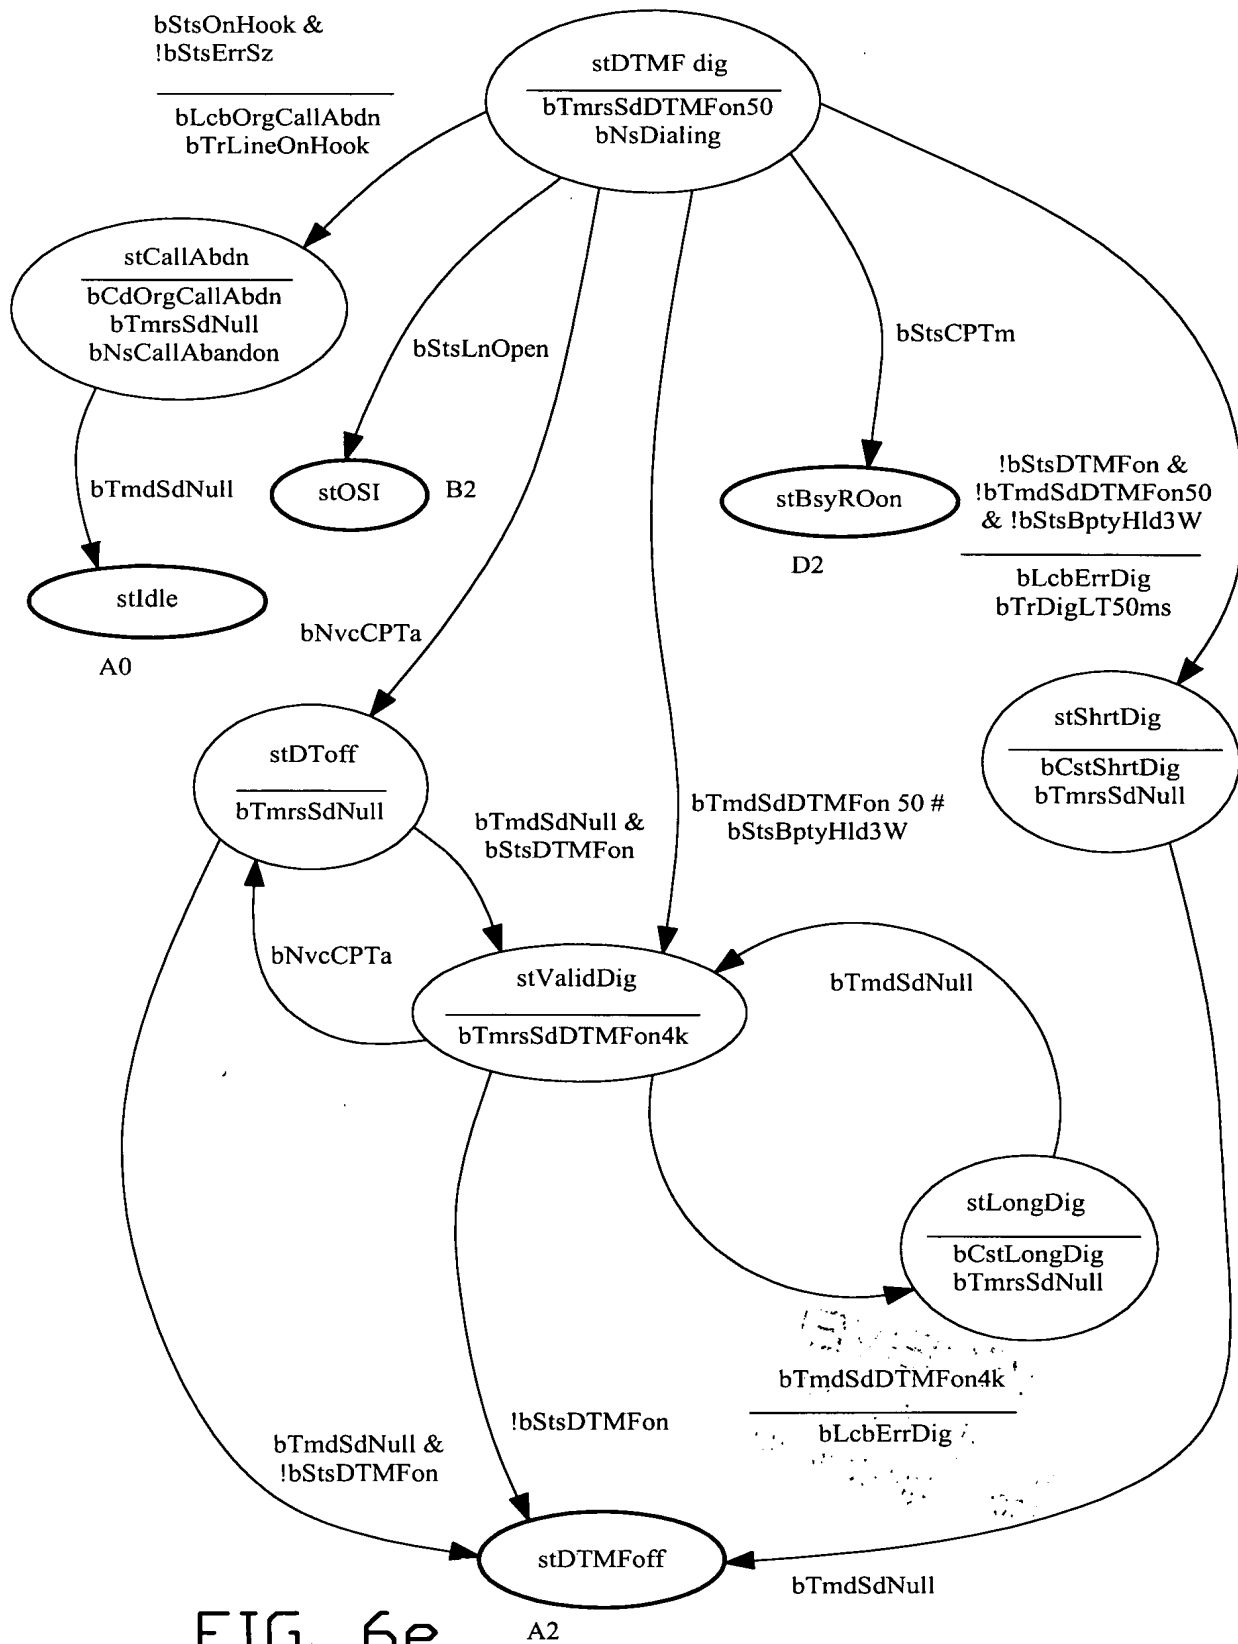 bStsOnHook &
!bStsErrSz
bLcbOrgCallAbdn
bTrLineOnHook
stDTMF dig
bTmrsSdDTMFon50
bNsDialing
stCallAbdn
bCdOrgCallAbdn
bTmrsSdNull
bNsCallAbandon
bStsLnOpen
bStsCPTm
bTmdSdNull
stOSI
B2
stBsyROon
D2
!bStsDTMFon &
!bTmdSdDTMFon50
& !bStsBptyHld3W
bLcbErrDig
bTrDigLT50ms
stIdle
A0
bNvcCPTa
stDToff
bTmrsSdNull
stShrtDig
bCstShrtDig
bTmrsSdNull
bTmdSdNull &
bStsDTMFon
bTmdSdDTMFon 50 #
bStsBptyHld3W
bNvcCPTa
stValidDig
bTmrsSdDTMFon4k
bTmdSdNull
stLongDig
bCstLongDig
bTmrsSdNull
bTmdSdDTMFon4k
bLcbErrDig
!bStsDTMFon
bTmdSdNull &
!bStsDTMFon
stDTMFoff
bTmdSdNull
A2
FIG. 6e